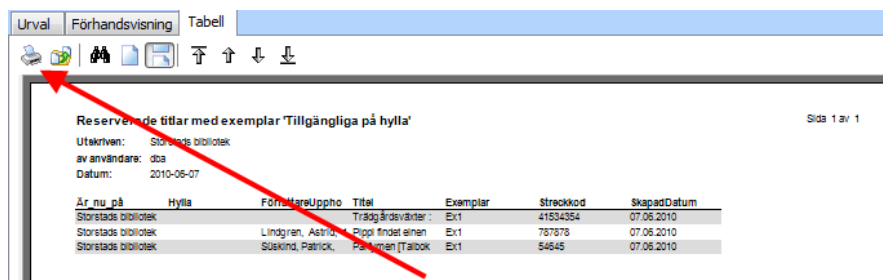 Urval Förhandsvisning Tabell
Reserverade titlar med exemplar 'Tillgängliga på hylla' Sida 1 av 1
Utskriven: Storstads bibliotek
av användare: dba
Datum: 2010-06-07
Är_nu_på Hylla FörfattareUppho Titel Exemplar Streckkod SkapadDatum
Storstads bibliotek Trädgårdsväxter : Ex1 41534354 07.06.2010
Storstads bibliotek Lindgren, Astrid, Pippi findet einen Ex1 787878 07.06.2010
Storstads bibliotek Süskind, Patrick, Parfymen [Talbok Ex1 54645 07.06.2010